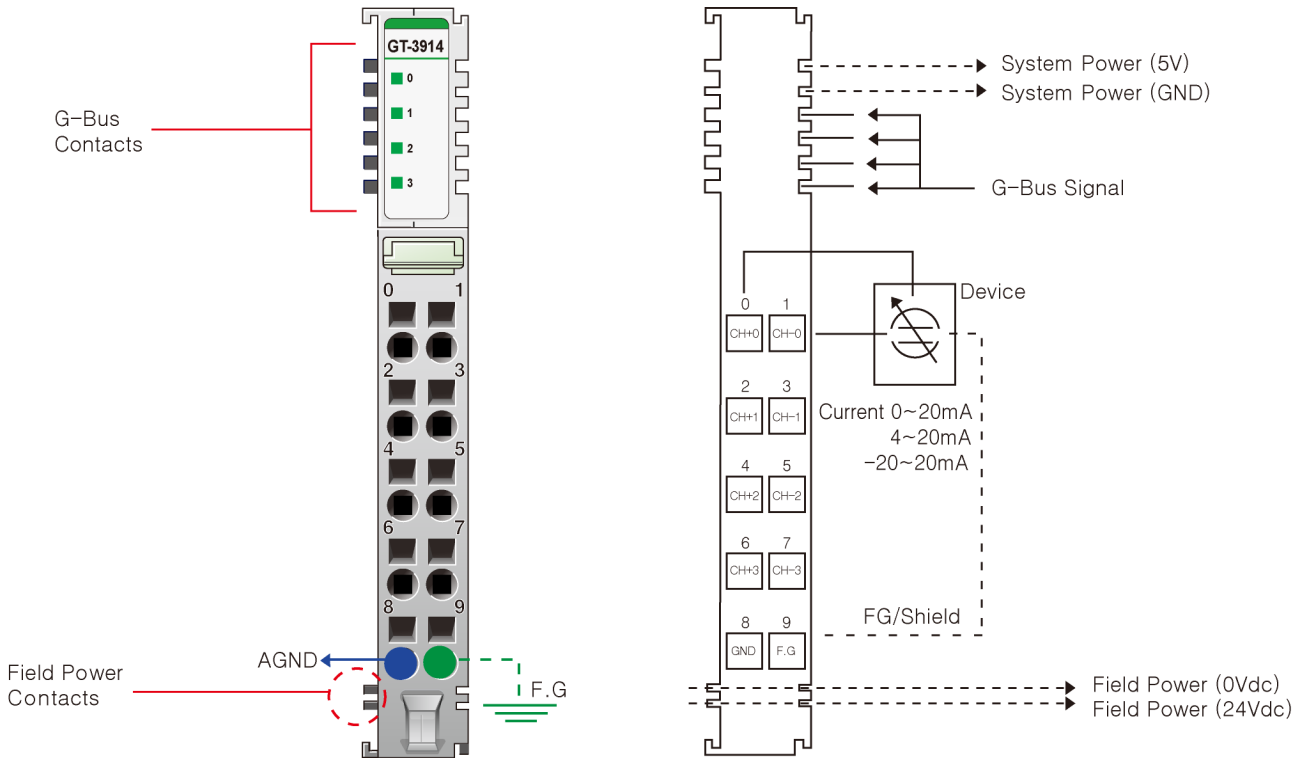 GT-3914
0
1
2
3
G-Bus
Contacts
0 1
2 3
4 5
6 7
8 9
AGND
F.G
Field Power
Contacts
System Power (5V)
System Power (GND)
G-Bus Signal
Device
0 1
CH+0 CH-0
2 3
CH+1 CH-1
Current 0~20mA
4~20mA
-20~20mA
4 5
CH+2 CH-2
6 7
CH+3 CH-3
FG/Shield
8 9
GND F.G
Field Power (0Vdc)
Field Power (24Vdc)